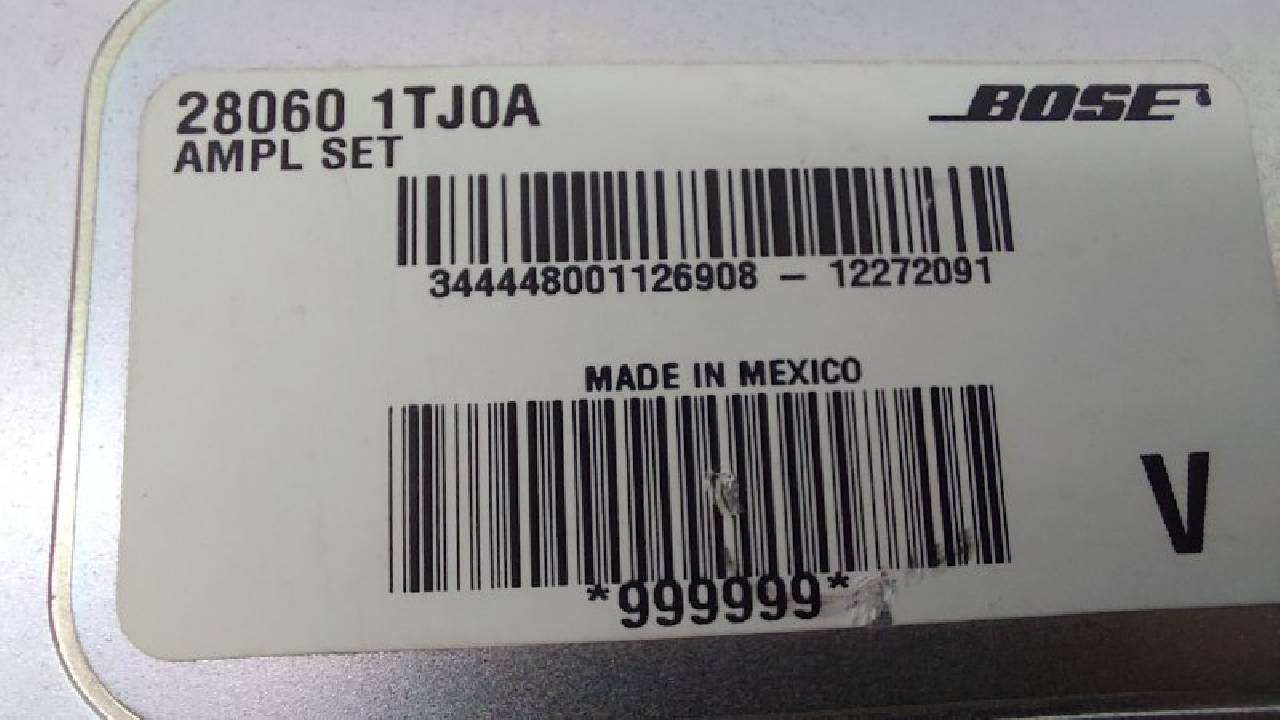 28060 1TJ0A
BOSE
AMPL SET
344448001126908 – 12272091
MADE IN MEXICO
V
*999999*